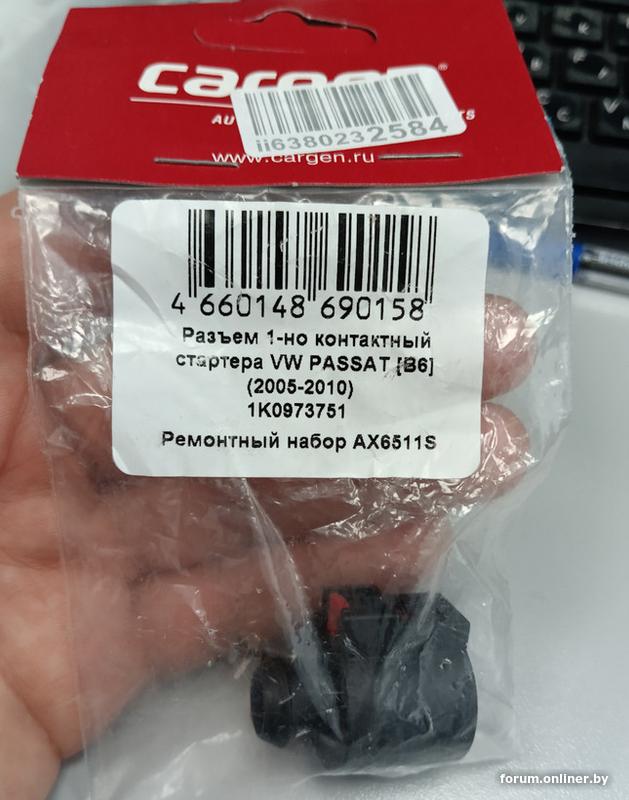 cargen®
ii6380232584
www.cargen.ru
4 660148 690158
Разъем 1-но контактный
стартера VW PASSAT [B6]
(2005-2010)
1K0973751
Ремонтный набор AX6511S
forum.onliner.by